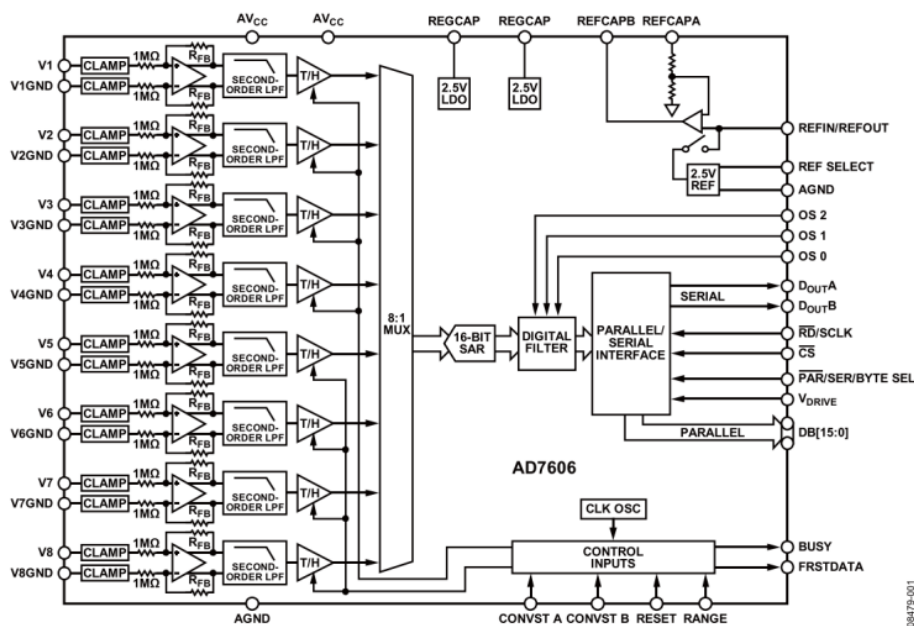 AVCC
AVCC
REGCAP
REGCAP
REFCAPB
REFCAPA
V1
CLAMP
1MΩ
RFB
V1GND
CLAMP
1MΩ
RFB
SECOND-
ORDER LPF
T/H
2.5V
LDO
2.5V
LDO
REFIN/REFOUT
V2
CLAMP
1MΩ
RFB
V2GND
CLAMP
1MΩ
RFB
SECOND-
ORDER LPF
T/H
REF SELECT
2.5V
REF
AGND
V3
CLAMP
1MΩ
RFB
V3GND
CLAMP
1MΩ
RFB
SECOND-
ORDER LPF
T/H
OS 2
OS 1
OS 0
V4
CLAMP
1MΩ
RFB
V4GND
CLAMP
1MΩ
RFB
SECOND-
ORDER LPF
T/H
8:1
MUX
16-BIT
SAR
DIGITAL
FILTER
PARALLEL/
SERIAL
INTERFACE
SERIAL
DOUTA
DOUTB
V5
CLAMP
1MΩ
RFB
V5GND
CLAMP
1MΩ
RFB
SECOND-
ORDER LPF
T/H
RD/SCLK
CS
PAR/SER/BYTE SEL
VDRIVE
V6
CLAMP
1MΩ
RFB
V6GND
CLAMP
1MΩ
RFB
SECOND-
ORDER LPF
T/H
PARALLEL
DB[15:0]
AD7606
V7
CLAMP
1MΩ
RFB
V7GND
CLAMP
1MΩ
RFB
SECOND-
ORDER LPF
T/H
CLK OSC
V8
CLAMP
1MΩ
RFB
V8GND
CLAMP
1MΩ
RFB
SECOND-
ORDER LPF
T/H
CONTROL
INPUTS
BUSY
FRSTDATA
AGND
CONVST A
CONVST B
RESET
RANGE
08479-001